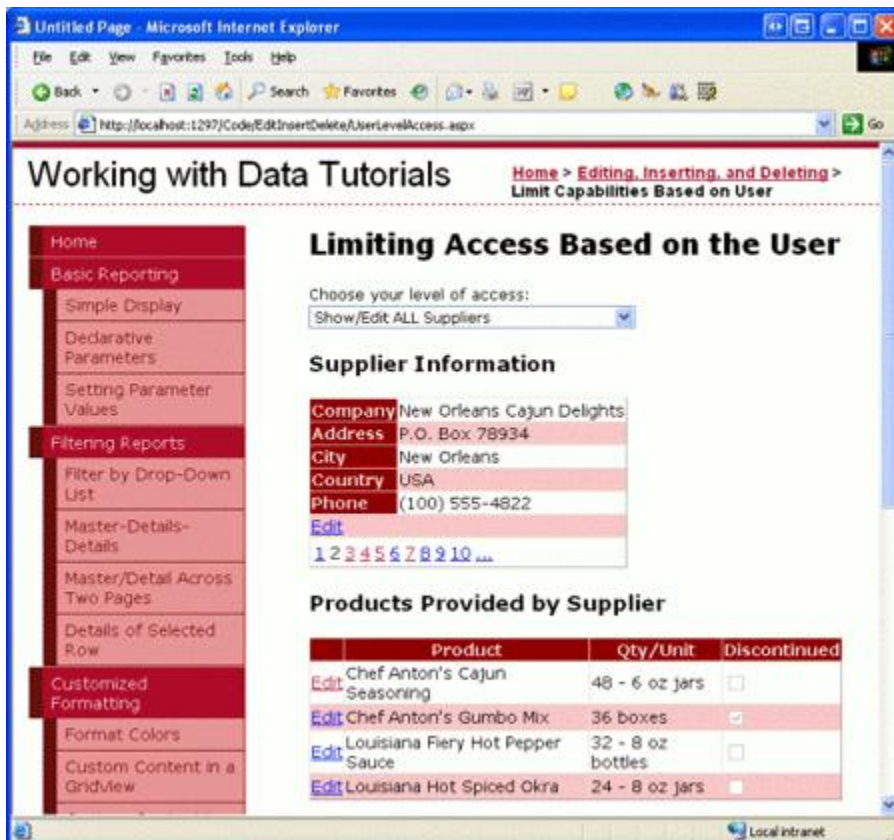 Untitled Page - Microsoft Internet Explorer
File Edit View Favorites Tools Help
Back Search Favorites
Address http://localhost:1297/Code/EditInsertDelete/UserLevelAccess.aspx Go
Working with Data Tutorials
Home > Editing, Inserting, and Deleting >
Limit Capabilities Based on User
Home
Basic Reporting
Simple Display
Declarative
Parameters
Setting Parameter
Values
Filtering Reports
Filter by Drop-Down
List
Master-Details-
Details
Master/Detail Across
Two Pages
Details of Selected
Row
Customized
Formatting
Format Colors
Custom Content in a
GridView
Limiting Access Based on the User
Choose your level of access:
Show/Edit ALL Suppliers
Supplier Information
Company New Orleans Cajun Delights
Address P.O. Box 78934
City New Orleans
Country USA
Phone (100) 555-4822
Edit
1 2 3 4 5 6 7 8 9 10 ...
Products Provided by Supplier
Product Qty/Unit Discontinued
Edit Chef Anton's Cajun
Seasoning 48 - 6 oz jars
Edit Chef Anton's Gumbo Mix 36 boxes
Edit Louisiana Fiery Hot Pepper
Sauce 32 - 8 oz
bottles
Edit Louisiana Hot Spiced Okra 24 - 8 oz jars
Local intranet